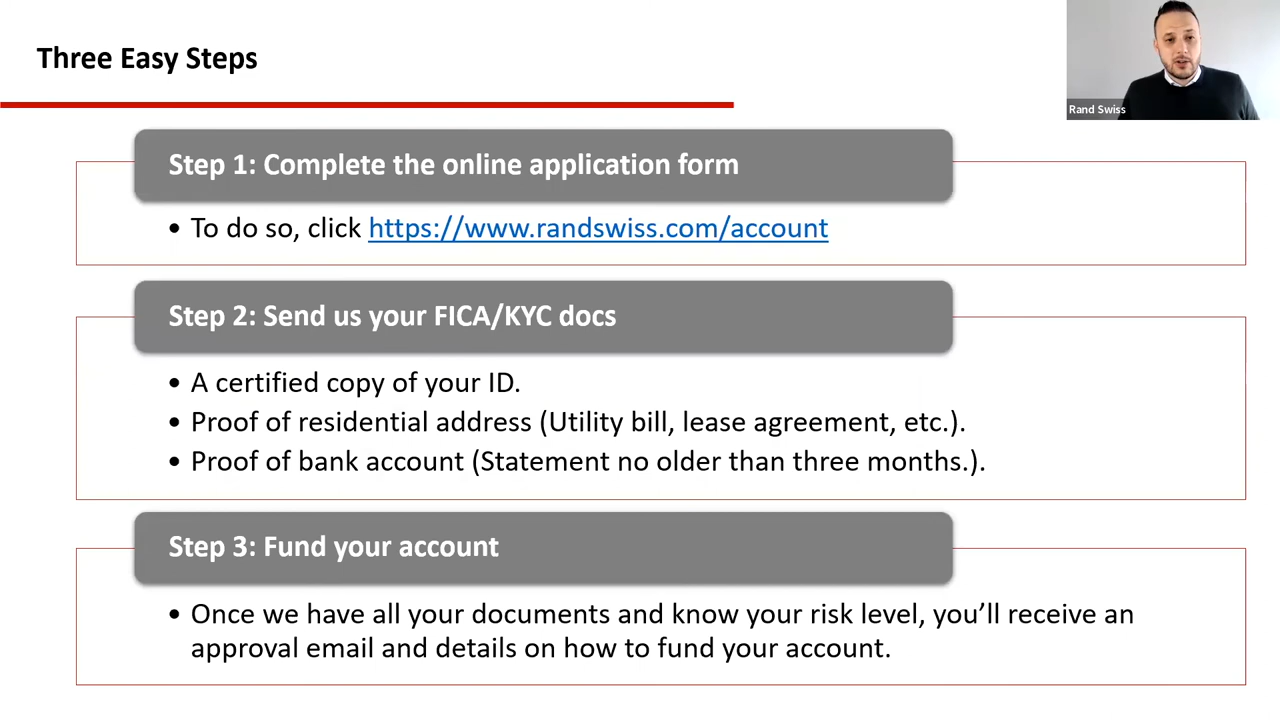 Three Easy Steps
Rand Swiss
Step 1: Complete the online application form
• To do so, click https://www.randswiss.com/account
Step 2: Send us your FICA/KYC docs
• A certified copy of your ID.
• Proof of residential address (Utility bill, lease agreement, etc.).
• Proof of bank account (Statement no older than three months.).
Step 3: Fund your account
• Once we have all your documents and know your risk level, you’ll receive an
approval email and details on how to fund your account.